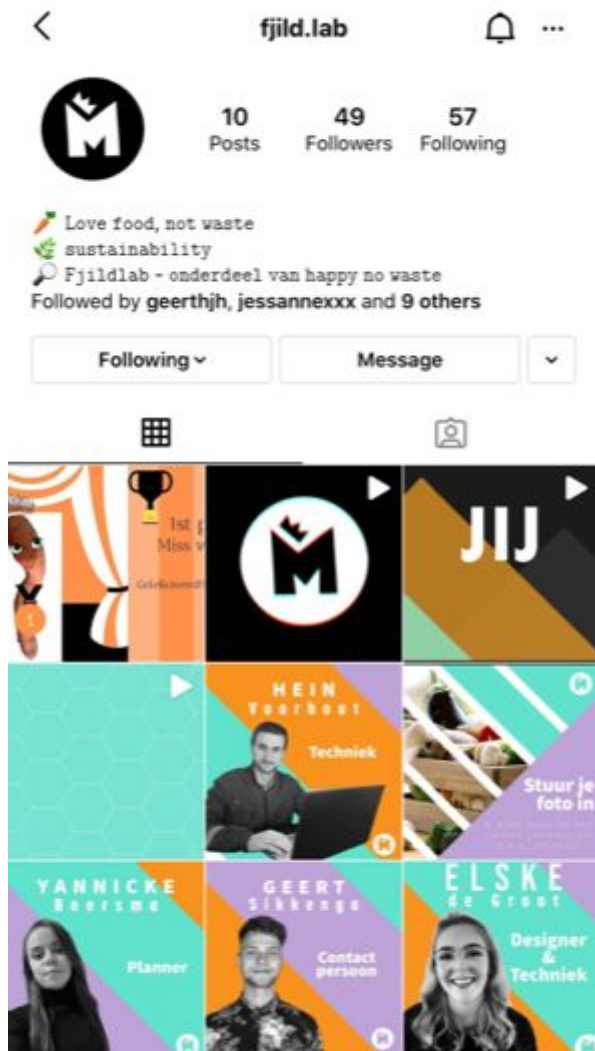 fjild.lab
10
Posts
49
Followers
57
Following
Love food, not waste
sustainability
Fjildlab - onderdeel van happy no waste
Followed by geerthjh, jessannexxx and 9 others
Following
Message
1st p
Miss w
1
M
JIJ
HEIN
Voorhout
Techniek
Stuur je
foto in
YANNICKE
Boersma
Planner
GEERT
Sikkenga
Contact
persoon
ELSKE
de Groot
Designer
&
Techniek